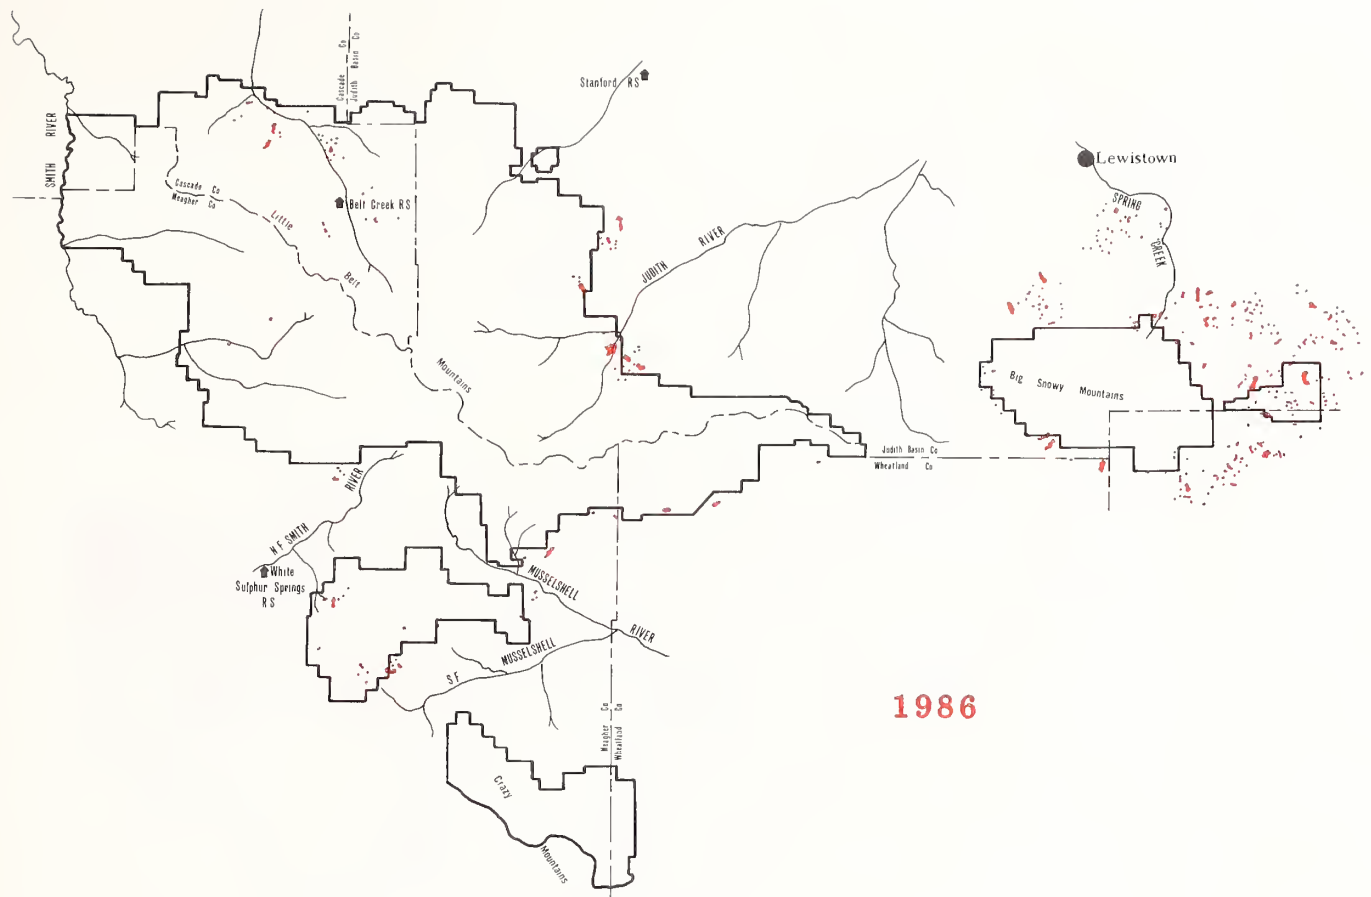 Cascade Co
Judith Basin Co
Stanford RS
SMITH RIVER
Lewistown
Cascade Co
Meagher Co
Belt Creek RS
SPRING
CREEK
Little
Belt
Mountains
JUDITH RIVER
Big Snowy Mountains
Judith Basin Co
Wheatland Co
N F SMITH RIVER
White
Sulphur Springs
RS
MUSSELSHELL
RIVER
S F MUSSELSHELL
1986
Meagher Co
Wheatland Co
Crazy
Mountains